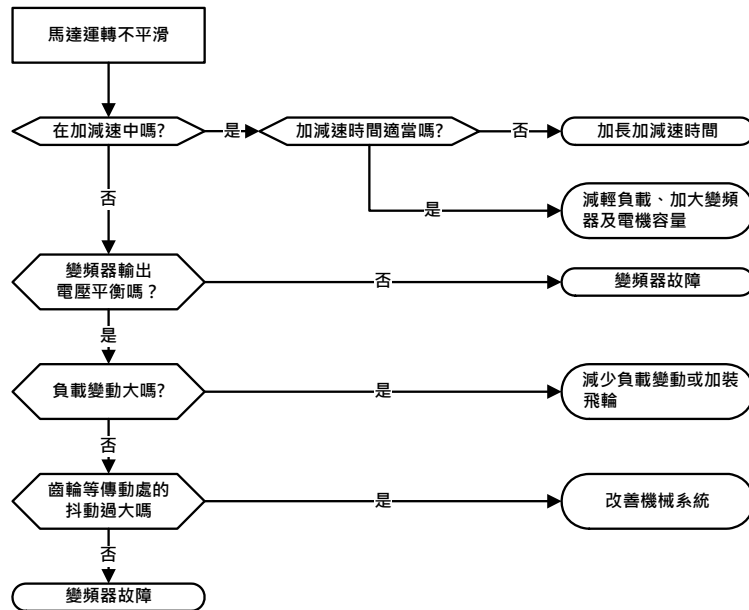 馬達運轉不平滑
在加減速中嗎?
是
加減速時間適當嗎?
否
加長加減速時間
否
是
減輕負載、加大變頻
器及電機容量
變頻器輸出
電壓平衡嗎？
否
變頻器故障
是
負載變動大嗎?
是
減少負載變動或加裝
飛輪
否
齒輪等傳動處的
抖動過大嗎
是
改善機械系統
否
變頻器故障